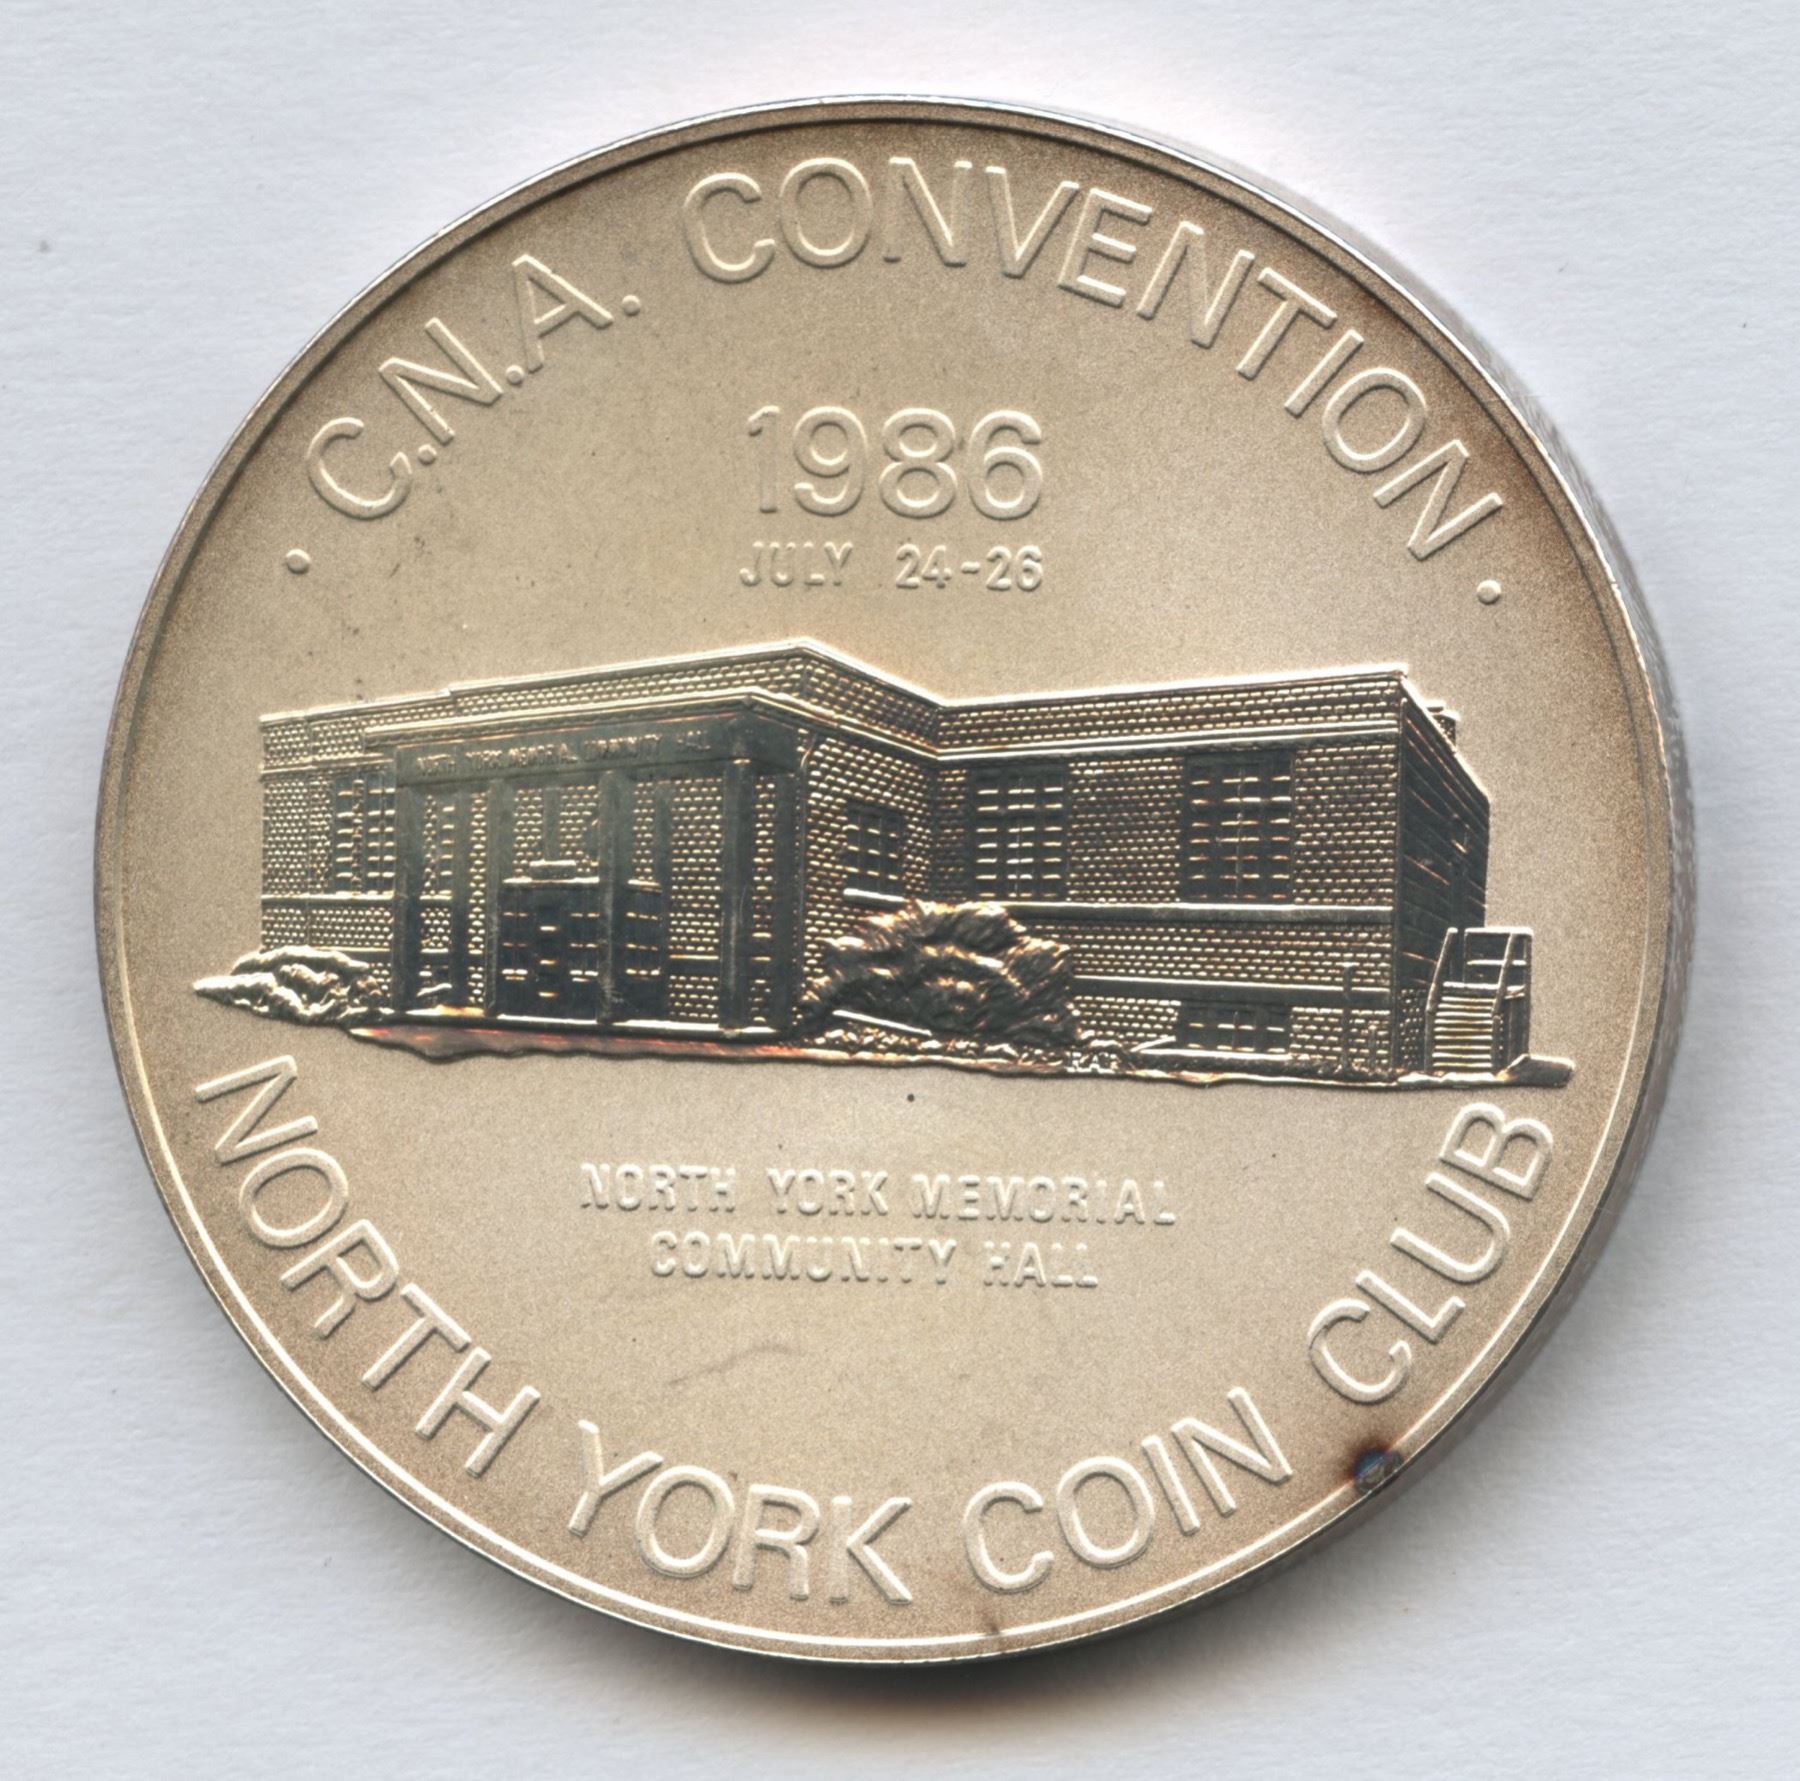 · C.N.A. CONVENTION ·
1986
JULY 24-26
NORTH YORK MEMORIAL COMMUNITY HALL
R.A.R
NORTH YORK MEMORIAL
COMMUNITY HALL
NORTH YORK COIN CLUB